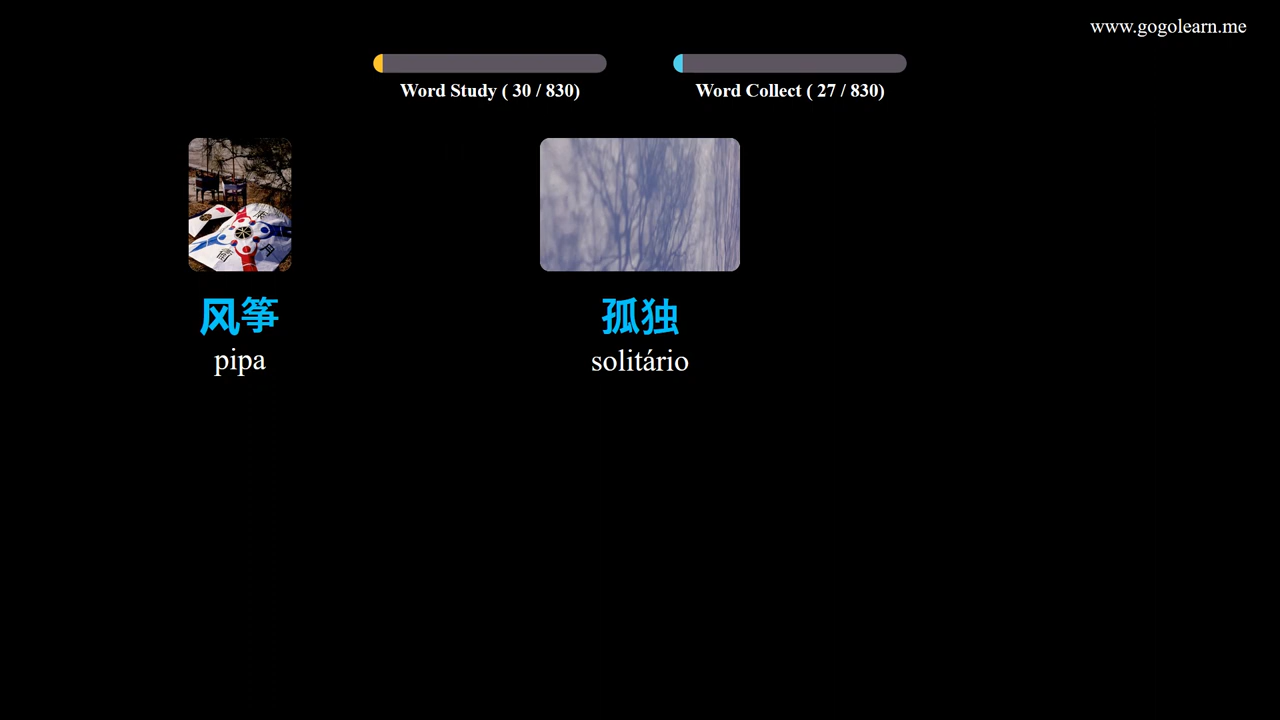 www.gogolearn.me
Word Study ( 30 / 830)
Word Collect ( 27 / 830)
风筝
pipa
孤独
solitário